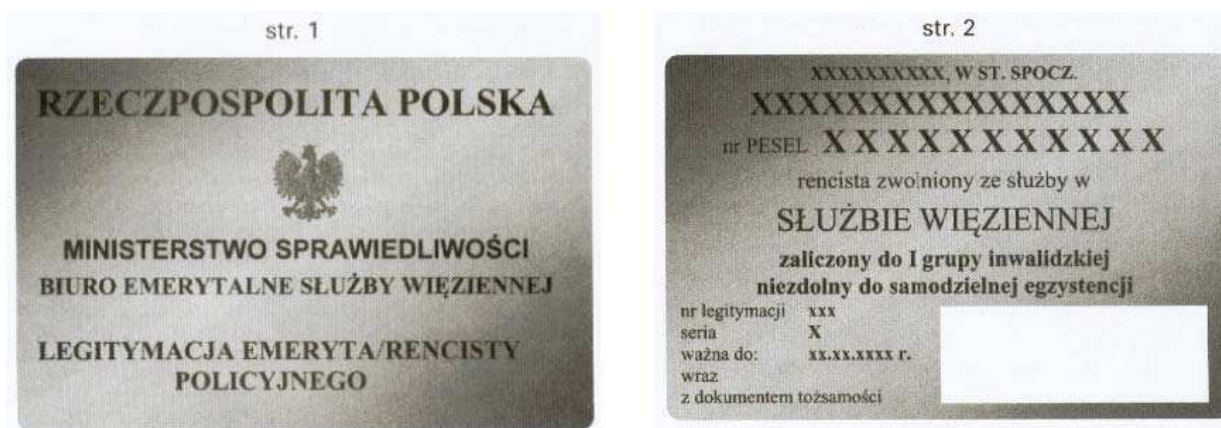 str. 1
RZECZPOSPOLITA POLSKA
MINISTERSTWO SPRAWIEDLIWOŚCI
BIURO EMERYTALNE SŁUŻBY WIĘZIENNEJ
LEGITYMACJA EMERYTA/RENCISTY
POLICYJNEGO
str. 2
XXXXXXXXXX, W ST. SPOCZ.
XXXXXXXXXXXXXXXXX
nr PESEL X X X X X X X X X X X
rencista zwolniony ze służby w
SŁUŻBIE WIĘZIENNEJ
zaliczony do I grupy inwalidzkiej
niezdolny do samodzielnej egzystencji
nr legitymacji xxx
seria X
ważna do: xx.xx.xxxx r.
wraz
z dokumentem tożsamości